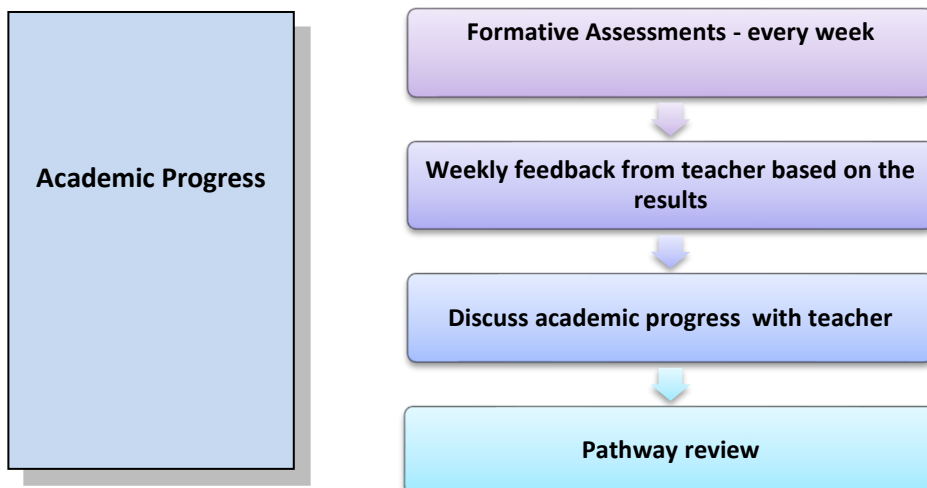 Academic Progress
Formative Assessments - every week
Weekly feedback from teacher based on the
results
Discuss academic progress  with teacher
Pathway review